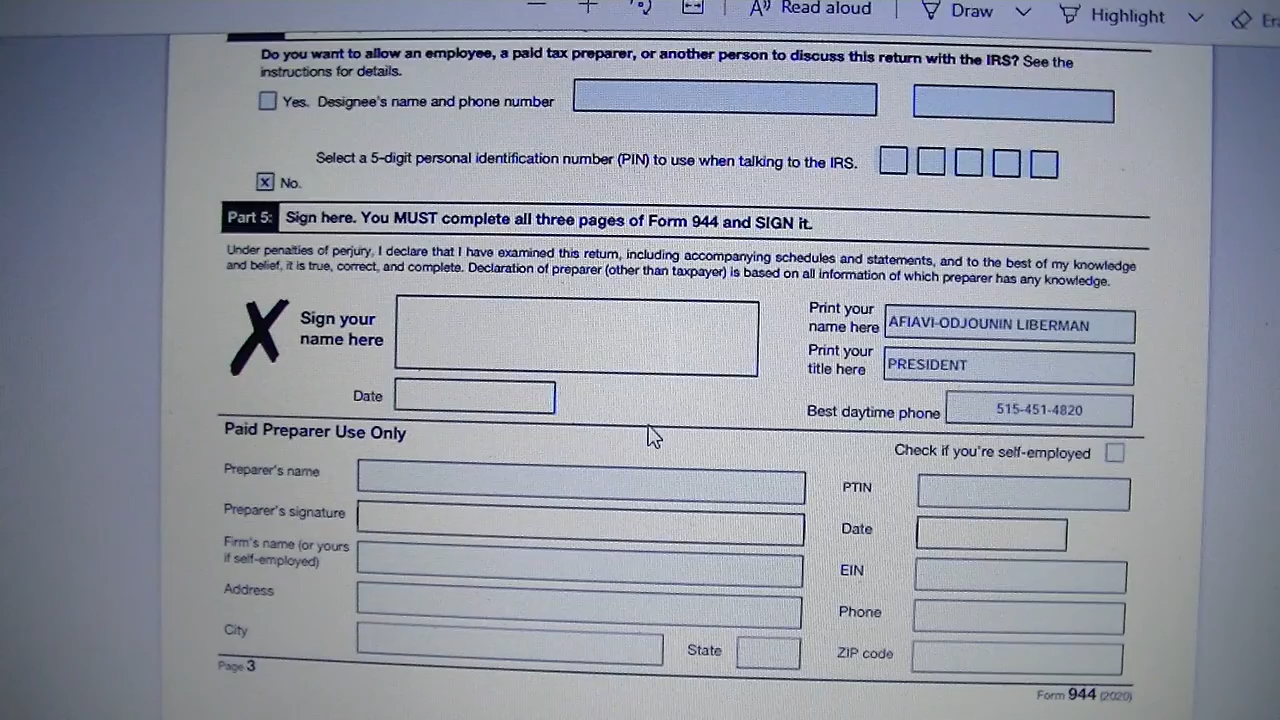 Read aloud
Draw
Highlight
Do you want to allow an employee, a paid tax preparer, or another person to discuss this return with the IRS? See the
instructions for details.
Yes. Designee's name and phone number
Select a 5-digit personal identification number (PIN) to use when talking to the IRS.
X No.
Part 5: Sign here. You MUST complete all three pages of Form 944 and SIGN it.
Under penalties of perjury, I declare that I have examined this return, including accompanying schedules and statements, and to the best of my knowledge
and belief, it is true, correct, and complete. Declaration of preparer (other than taxpayer) is based on all information of which preparer has any knowledge.
X Sign your
name here
Print your
name here AFIAVI-ODJOUNIN LIBERMAN
Print your
title here PRESIDENT
Date
Best daytime phone 515-451-4820
Paid Preparer Use Only
Check if you're self-employed
Preparer's name
PTIN
Preparer's signature
Date
Firm's name (or yours
if self-employed)
EIN
Address
Phone
City
State
ZIP code
Page 3
Form 944 (2020)